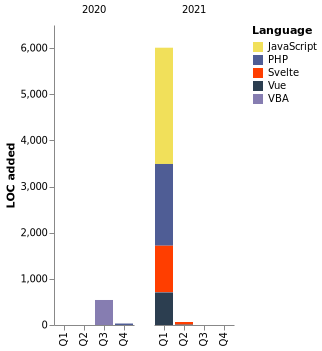 2020 2021
Language
JavaScript
PHP
Svelte
Vue
VBA
LOC added
6,000
5,000
4,000
3,000
2,000
1,000
0
Q1 Q2 Q3 Q4 Q1 Q2 Q3 Q4